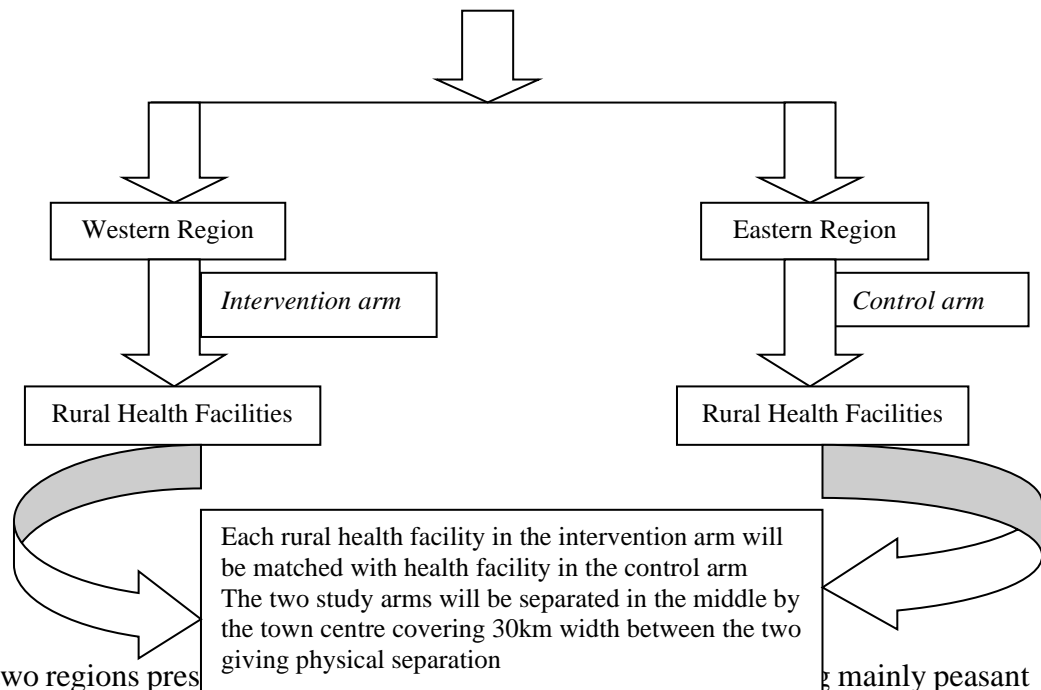 Western Region
Eastern Region
Intervention arm
Control arm
Rural Health Facilities
Rural Health Facilities
Each rural health facility in the intervention arm will
be matched with health facility in the control arm
The two study arms will be separated in the middle by
the town centre covering 30km width between the two
giving physical separation
two regions mainly peasant